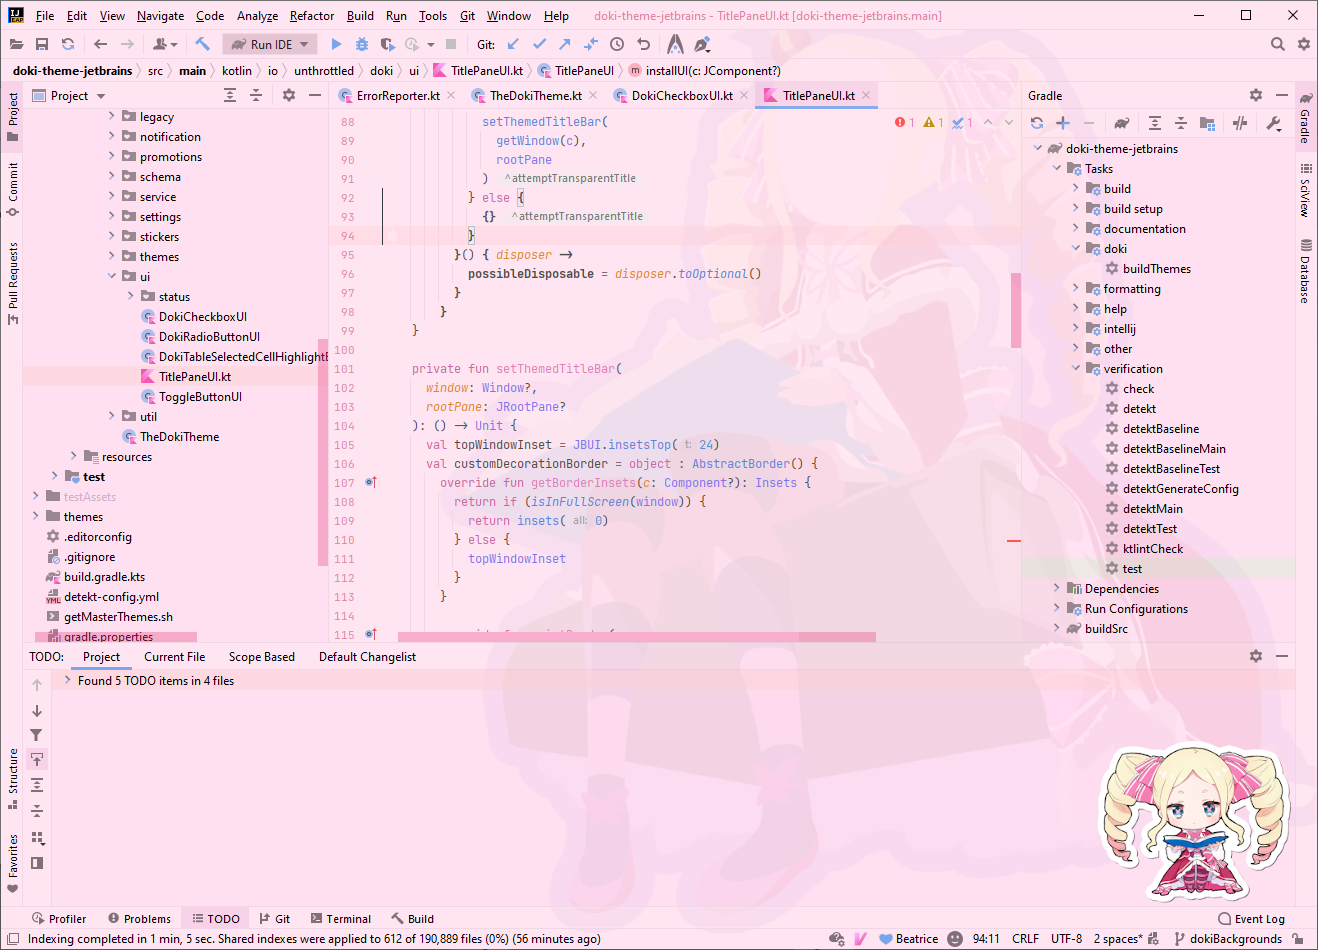 File Edit View Navigate Code Analyze Refactor Build Run Tools Git Window Help doki-theme-jetbrains - TitlePaneUI.kt [doki-theme-jetbrains.main]
Run IDE Git:
doki-theme-jetbrains src main kotlin io unthrottled doki ui TitlePaneUI.kt TitlePaneUI installUI(c: JComponent?)
Project
Commit
Pull Requests
Structure
Favorites
Project
legacy
notification
promotions
schema
service
settings
stickers
themes
ui
status
DokiCheckboxUI
DokiRadioButtonUI
DokiTableSelectedCellHighlight
TitlePaneUI.kt
ToggleButtonUI
util
TheDokiTheme
resources
test
testAssets
themes
.editorconfig
.gitignore
build.gradle.kts
detekt-config.yml
getMasterThemes.sh
gradle.properties
ErrorReporter.kt TheDokiTheme.kt DokiCheckboxUI.kt TitlePaneUI.kt
1 1 1
88 setThemedTitleBar(
89 getWindow(c),
90 rootPane
91 ) ^attemptTransparentTitle
92 } else {
93 {} ^attemptTransparentTitle
94 }
95 }() { disposer ->
96 possibleDisposable = disposer.toOptional()
97 }
98 }
99 }
100
101 private fun setThemedTitleBar(
102 window: Window?,
103 rootPane: JRootPane?
104 ): () -> Unit {
105 val topWindowInset = JBUI.insetsTop( t: 24)
106 val customDecorationBorder = object : AbstractBorder() {
107 override fun getBorderInsets(c: Component?): Insets {
108 return if (isInFullScreen(window)) {
109 return insets( all: 0)
110 } else {
111 topWindowInset
112 }
113 }
114
115
Gradle
doki-theme-jetbrains
Tasks
build
build setup
documentation
doki
buildThemes
formatting
help
intellij
other
verification
check
detekt
detektBaseline
detektBaselineMain
detektBaselineTest
detektGenerateConfig
detektMain
detektTest
ktlintCheck
test
Dependencies
Run Configurations
buildSrc
Gradle
SciView
Database
TODO: Project Current File Scope Based Default Changelist
Found 5 TODO items in 4 files
Profiler Problems TODO Git Terminal Build Event Log
Indexing completed in 1 min, 5 sec. Shared indexes were applied to 612 of 190,889 files (0%) (56 minutes ago) Beatrice 94:11 CRLF UTF-8 2 spaces* dokiBackgrounds